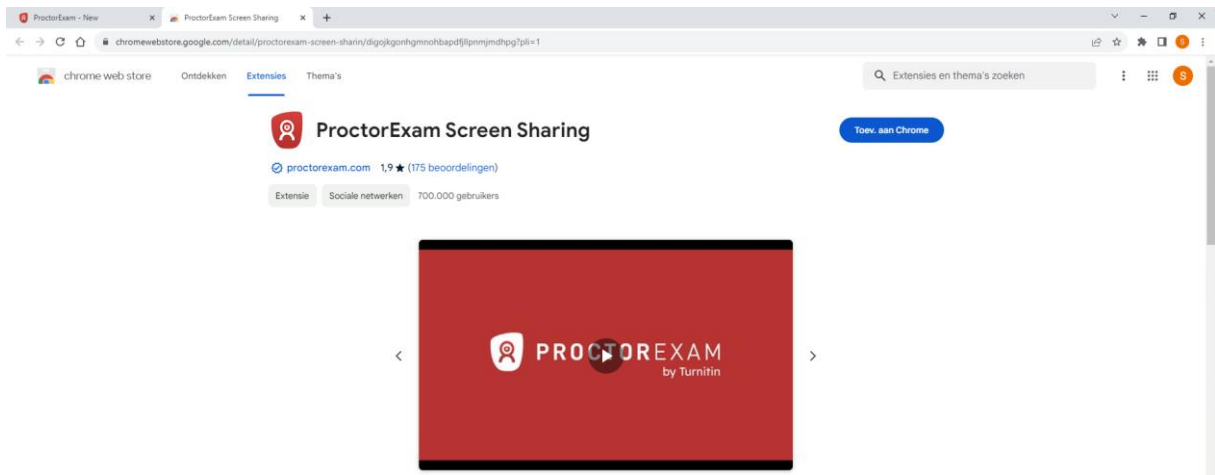 ProctorExam - New
ProctorExam Screen Sharing
chromewebstore.google.com/detail/proctorexam-screen-sharin/digojkgonhgmnohbapdfjllpnmjmdhpg?pli=1
S
chrome web store Ontdekken Extensies Thema's Extensies en thema's zoeken S
ProctorExam Screen Sharing Toev. aan Chrome
proctorexam.com 1,9 ★ (175 beoordelingen)
Extensie Sociale netwerken 700.000 gebruikers
PROCTOREXAM
by Turnitin